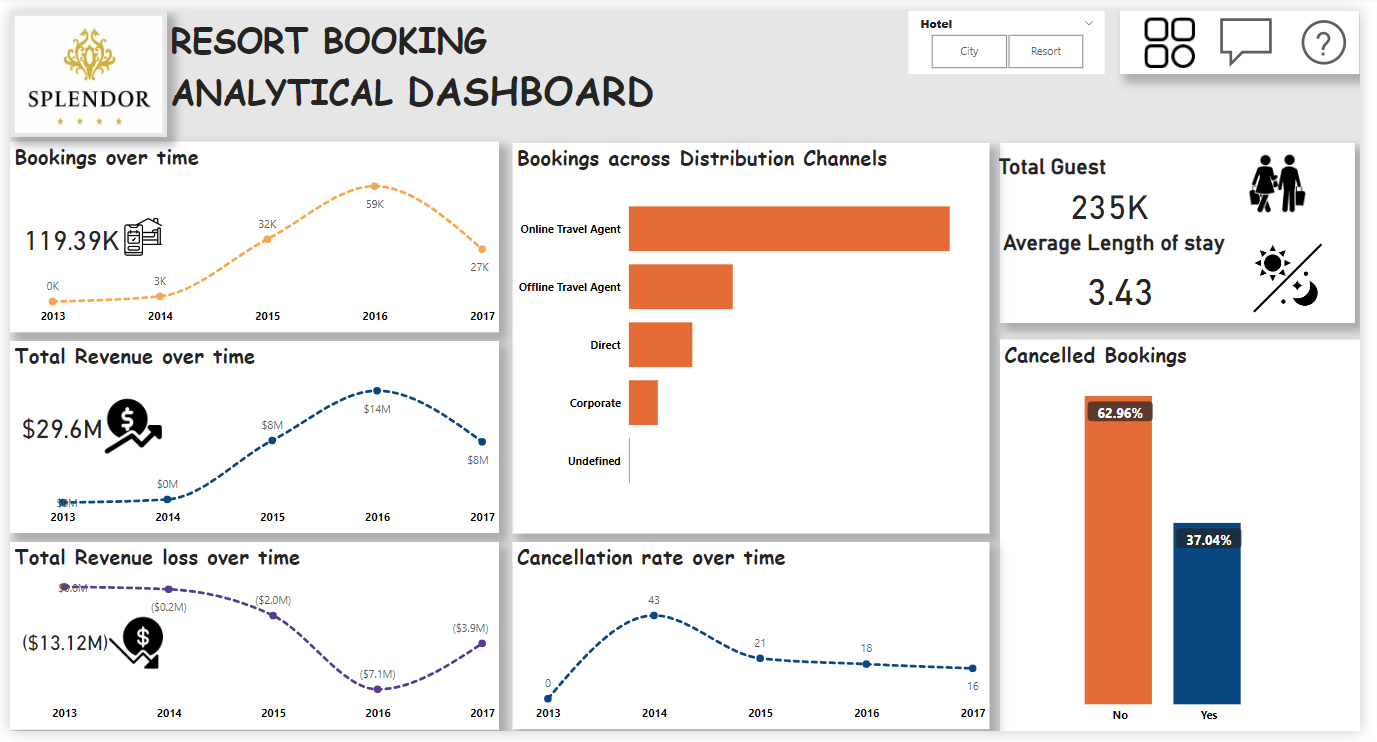 SPLENDOR
RESORT BOOKING
ANALYTICAL DASHBOARD
Hotel
City
Resort
?
Bookings over time
119.39K
0K
3K
32K
59K
27K
2013 2014 2015 2016 2017
Total Revenue over time
$29.6M
$0M
$8M
$14M
$8M
2013 2014 2015 2016 2017
Total Revenue loss over time
($13.12M)
$0.0M
($0.2M)
($2.0M)
($7.1M)
($3.9M)
2013 2014 2015 2016 2017
Bookings across Distribution Channels
Online Travel Agent
Offline Travel Agent
Direct
Corporate
Undefined
Cancellation rate over time
0
43
21
18
16
2013 2014 2015 2016 2017
Total Guest
235K
Average Length of stay
3.43
Cancelled Bookings
62.96%
37.04%
No Yes